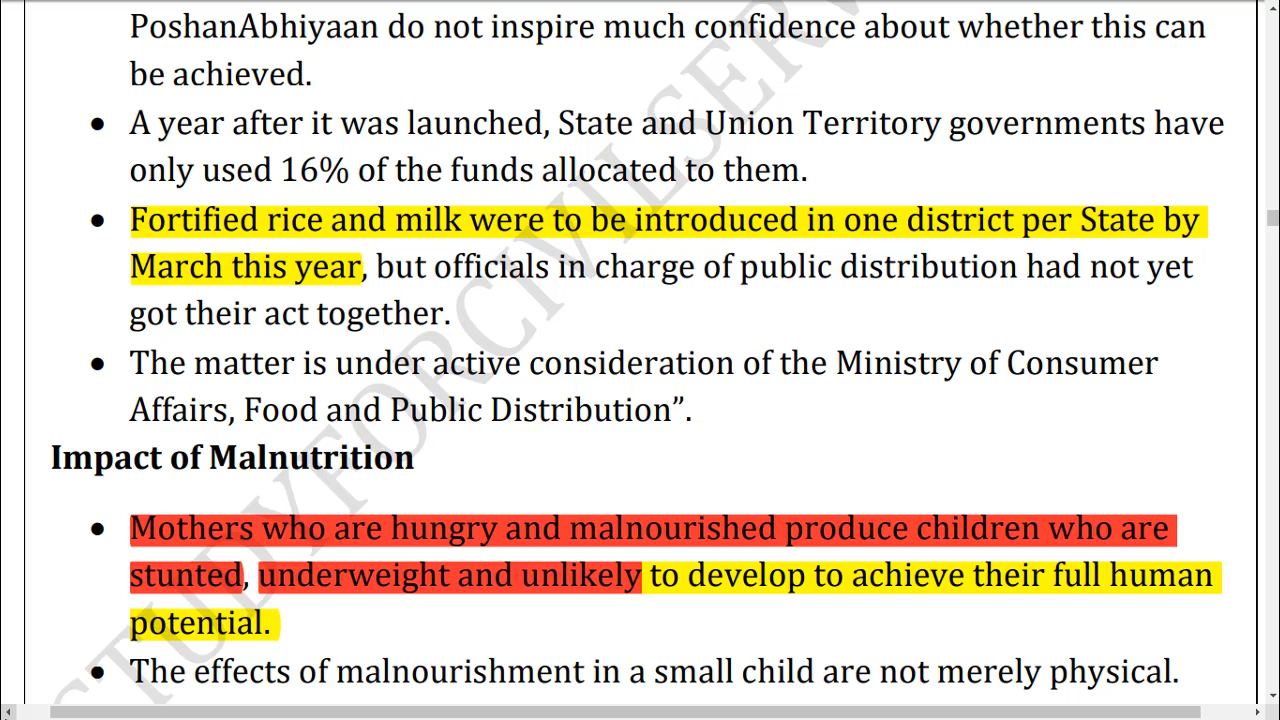 PoshanAbhiyaan do not inspire much confidence about whether this can
be achieved.
• A year after it was launched, State and Union Territory governments have
only used 16% of the funds allocated to them.
• Fortified rice and milk were to be introduced in one district per State by
March this year, but officials in charge of public distribution had not yet
got their act together.
• The matter is under active consideration of the Ministry of Consumer
Affairs, Food and Public Distribution”.
Impact of Malnutrition
• Mothers who are hungry and malnourished produce children who are
stunted, underweight and unlikely to develop to achieve their full human
potential.
• The effects of malnourishment in a small child are not merely physical.
STUDYFORCIVILSERV